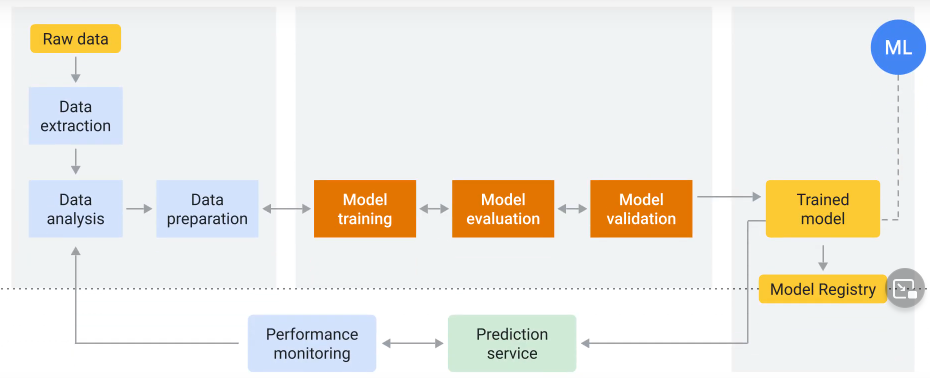 Raw data
ML
Data
extraction
Data
analysis
Data
preparation
Model
training
Model
evaluation
Model
validation
Trained
model
Model Registry
Performance
monitoring
Prediction
service